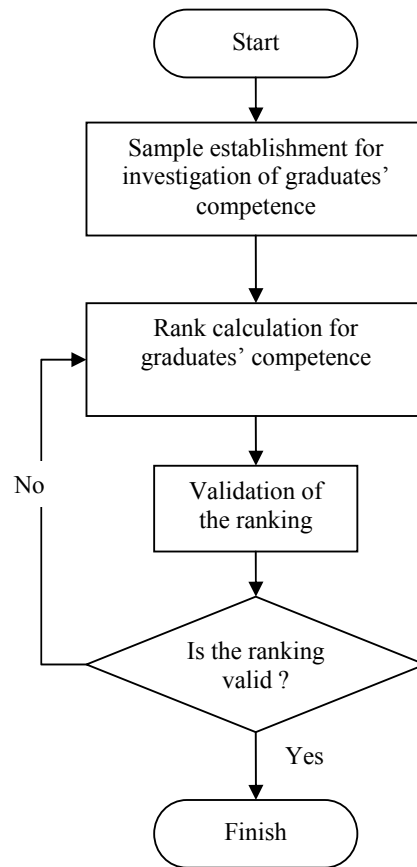 Start
Sample establishment for
investigation of graduates’
competence
Rank calculation for
graduates’ competence
No
Validation of
the ranking
Is the ranking
valid ?
Yes
Finish